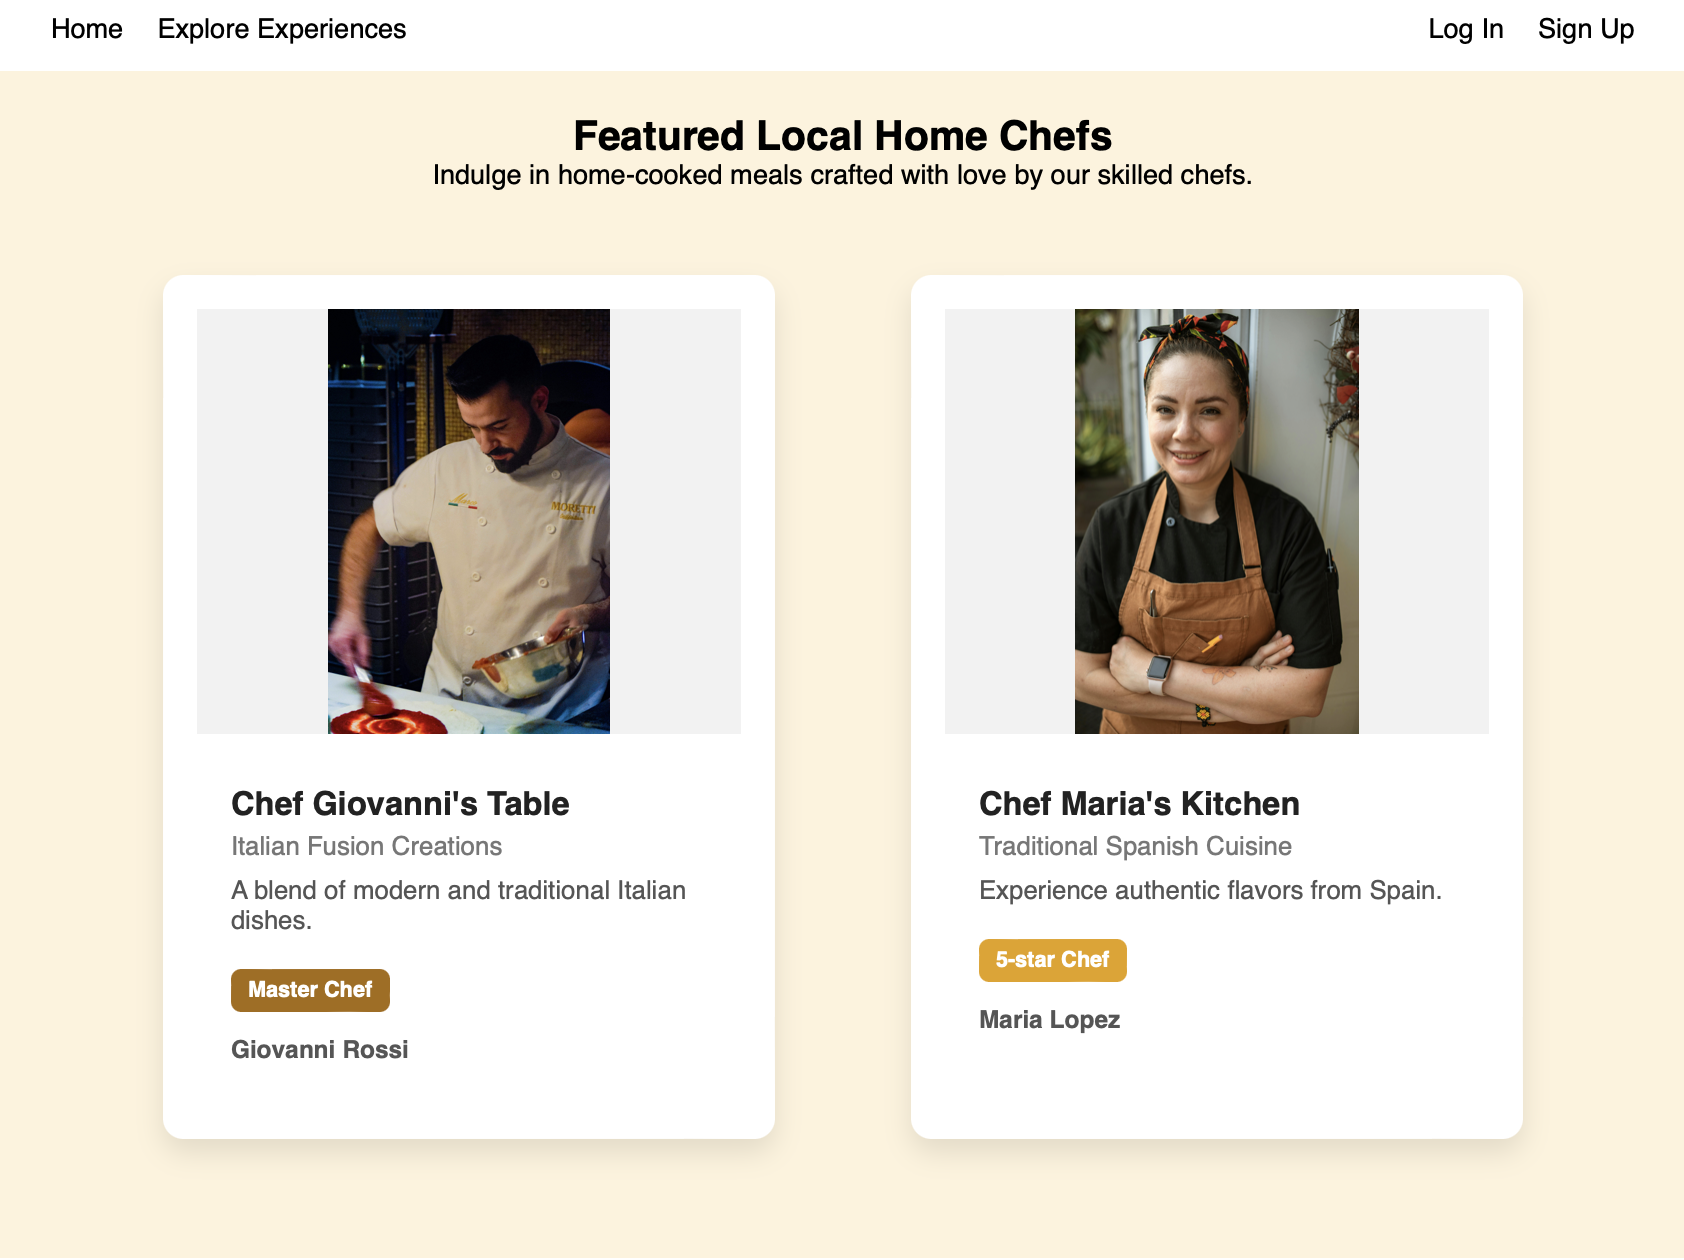 Home Explore Experiences Log In Sign Up
Featured Local Home Chefs
Indulge in home-cooked meals crafted with love by our skilled chefs.
MORETTI
Chef Giovanni's Table
Italian Fusion Creations
A blend of modern and traditional Italian
dishes.
Master Chef
Giovanni Rossi
Chef Maria's Kitchen
Traditional Spanish Cuisine
Experience authentic flavors from Spain.
5-star Chef
Maria Lopez